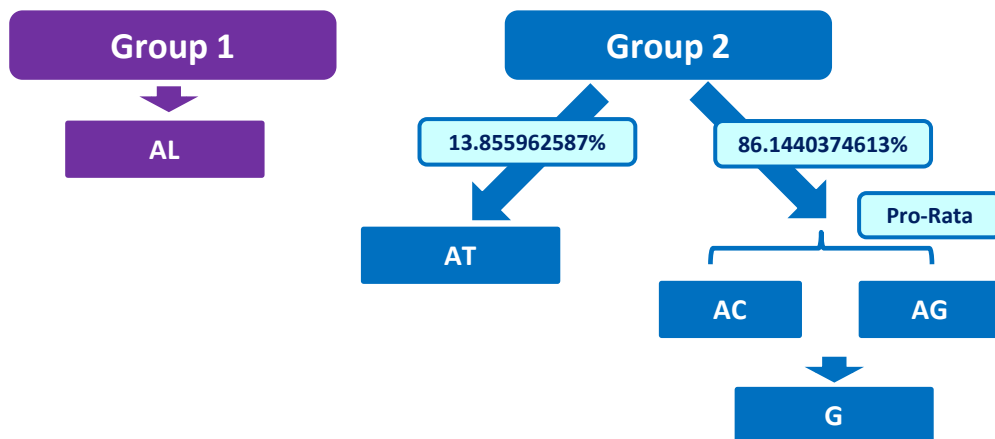 Group 1
Group 2
13.855962587%
86.1440374613%
AL
Pro-Rata
AT
AC
AG
G